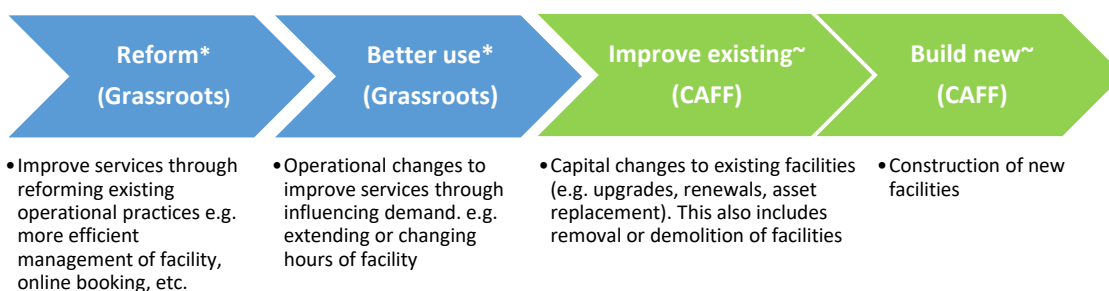 Reform*
(Grassroots)
Better use*
(Grassroots)
Improve existing~
(CAFF)
Build new~
(CAFF)
•Improve services through
reforming existing
operational practices e.g.
more efficient
management of facility,
online booking, etc.
•Operational changes to
improve services through
influencing demand. e.g.
extending or changing
hours of facility
•Capital changes to existing facilities
(e.g. upgrades, renewals, asset
replacement). This also includes
removal or demolition of facilities
•Construction of new
facilities